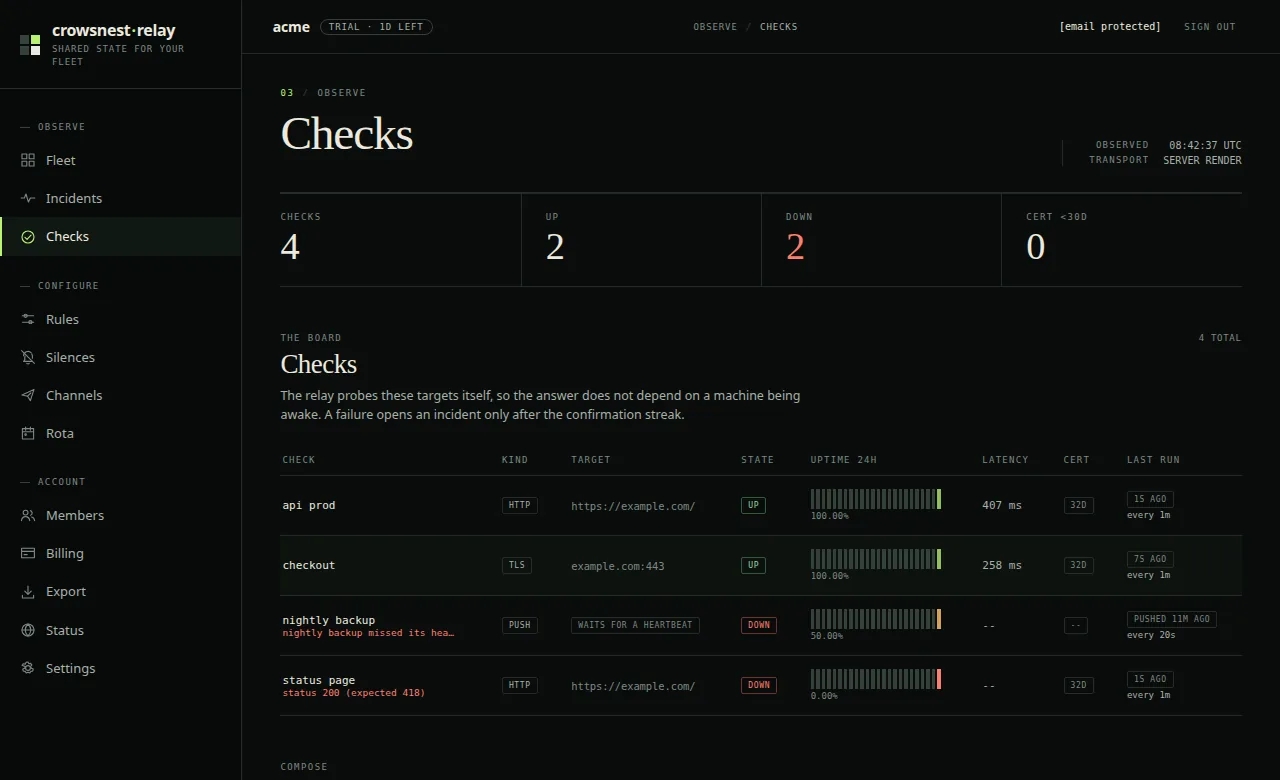 crowsnest·relay
SHARED STATE FOR YOUR
FLEET
acme
TRIAL · 1D LEFT
OBSERVE / CHECKS
[email protected]
SIGN OUT
— OBSERVE
Fleet
Incidents
Checks
— CONFIGURE
Rules
Silences
Channels
Rota
— ACCOUNT
Members
Billing
Export
Status
Settings
03 / OBSERVE
Checks
OBSERVED 08:42:37 UTC
TRANSPORT SERVER RENDER
CHECKS UP DOWN CERT <30D
4 2 2 0
THE BOARD
4 TOTAL
Checks
The relay probes these targets itself, so the answer does not depend on a machine being
awake. A failure opens an incident only after the confirmation streak.
CHECK KIND TARGET STATE UPTIME 24H LATENCY CERT LAST RUN
api prod HTTP https://example.com/ UP 100.00% 407 ms 32D 1S AGO
every 1m
checkout TLS example.com:443 UP 100.00% 258 ms 32D 7S AGO
every 1m
nightly backup PUSH WAITS FOR A HEARTBEAT DOWN 50.00% -- -- PUSHED 11M AGO
nightly backup missed its hea… every 20s
status page HTTP https://example.com/ DOWN 0.00% -- 32D 1S AGO
status 200 (expected 418) every 1m
COMPOSE